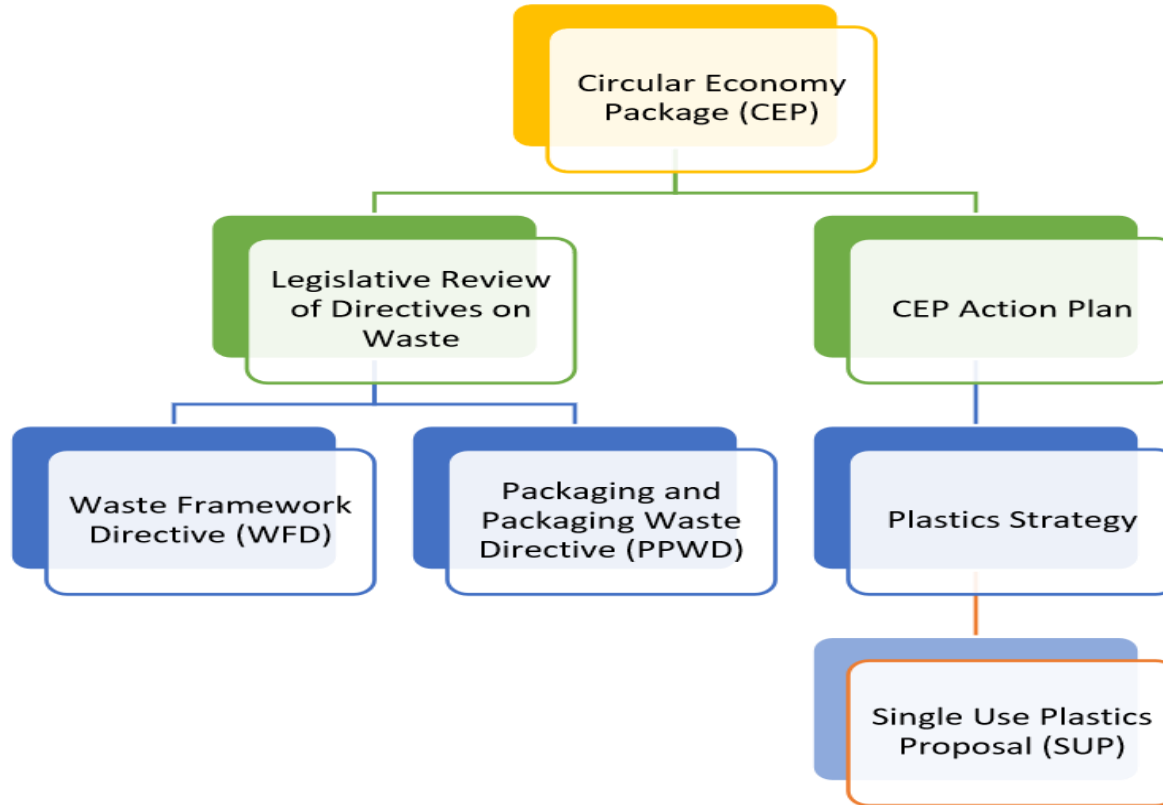 Circular Economy
Package (CEP)
Legislative Review
of Directives on
Waste
CEP Action Plan
Waste Framework
Directive (WFD)
Packaging and
Packaging Waste
Directive (PPWD)
Plastics Strategy
Single Use Plastics
Proposal (SUP)